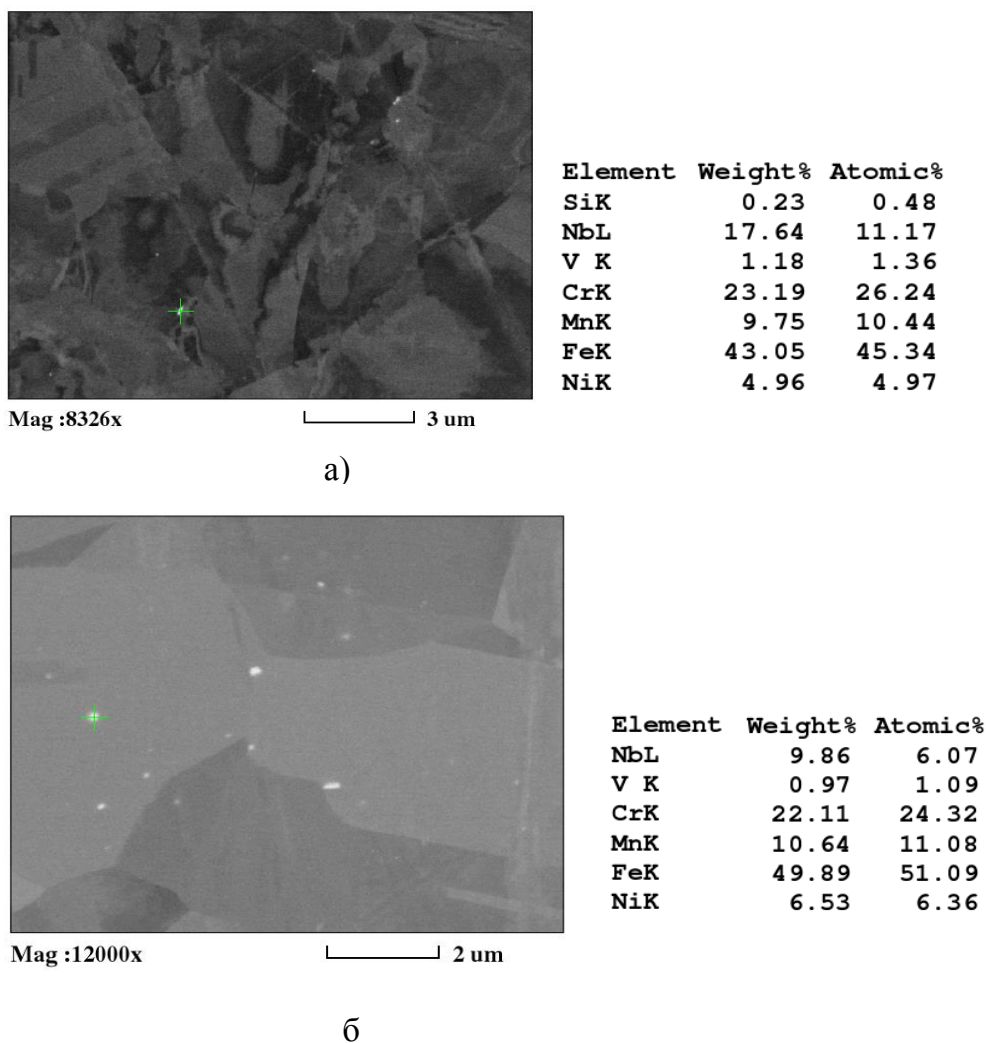 Element Weight% Atomic%
SiK 0.23 0.48
NbL 17.64 11.17
V K 1.18 1.36
CrK 23.19 26.24
MnK 9.75 10.44
FeK 43.05 45.34
NiK 4.96 4.97
Mag :8326x 3 um
а)
Element Weight% Atomic%
NbL 9.86 6.07
V K 0.97 1.09
CrK 22.11 24.32
MnK 10.64 11.08
FeK 49.89 51.09
NiK 6.53 6.36
Mag :12000x 2 um
б